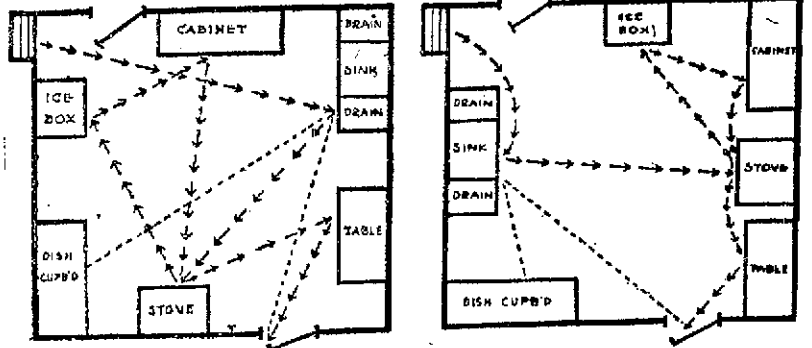 CABINET
DRAIN
SINK
DRAIN
ICE
BOX
TABLE
DISH
CUPB'D
STOVE
ICE
BOX
CABINET
DRAIN
SINK
DRAIN
STOVE
TABLE
DISH CUPB'D